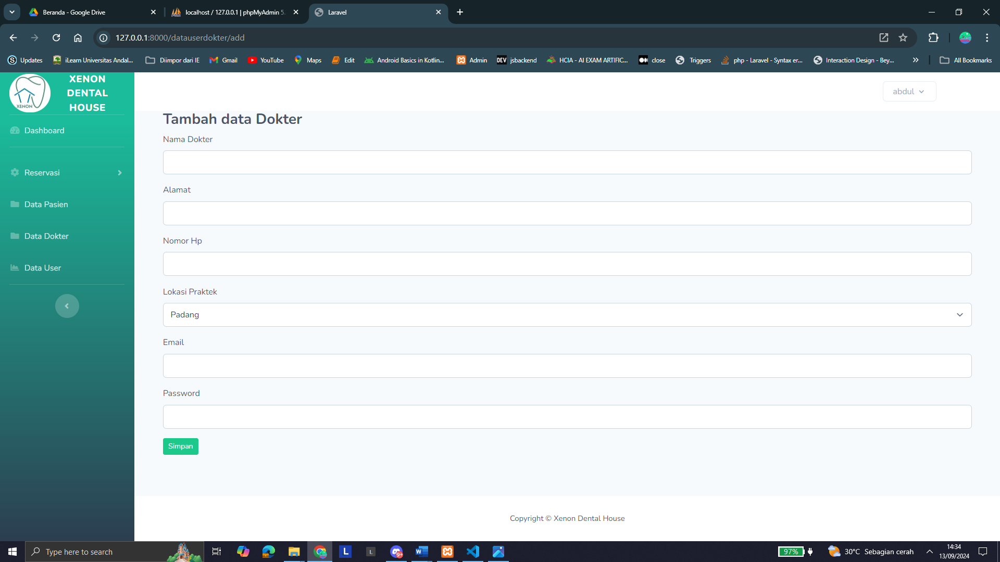 Beranda - Google Drive
localhost / 127.0.0.1 | phpMyAdmin 5.
Laravel
127.0.0.1:8000/datauserdokter/add
Updates
iLearn Universitas Andal...
Diimpor dari IE
Gmail
YouTube
Maps
Edit
Android Basics in Kotlin...
Admin
DEV
jsbackend
HCIA - AI EXAM ARTIFIC...
close
Triggers
php - Laravel - Syntax er...
Interaction Design - Bey...
All Bookmarks
XENON
XENON
DENTAL
HOUSE
abdul
Dashboard
Reservasi
Data Pasien
Data Dokter
Data User
Tambah data Dokter
Nama Dokter
Alamat
Nomor Hp
Lokasi Praktek
Padang
Email
Password
Simpan
Copyright © Xenon Dental House
Type here to search
L
L
9+
W
97%
30°C Sebagian cerah
14:34
13/09/2024